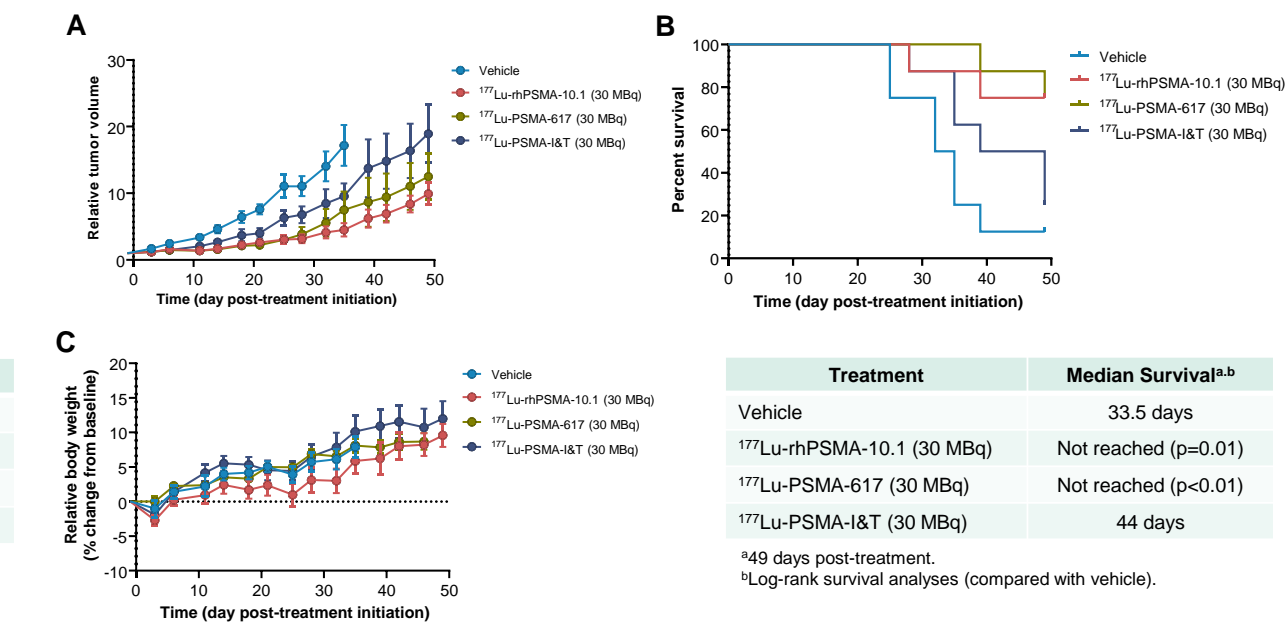 A
30
20
10
0
Relative tumor volume
0 10 20 30 40 50
Time (day post-treatment initiation)
Vehicle
¹⁷⁷Lu-rhPSMA-10.1 (30 MBq)
¹⁷⁷Lu-PSMA-617 (30 MBq)
¹⁷⁷Lu-PSMA-I&T (30 MBq)
B
100
80
60
40
20
0
Percent survival
0 10 20 30 40 50
Time (day post-treatment initiation)
Vehicle
¹⁷⁷Lu-rhPSMA-10.1 (30 MBq)
¹⁷⁷Lu-PSMA-617 (30 MBq)
¹⁷⁷Lu-PSMA-I&T (30 MBq)
C
20
15
10
5
0
-5
-10
Relative body weight
(% change from baseline)
0 10 20 30 40 50
Time (day post-treatment initiation)
Vehicle
¹⁷⁷Lu-rhPSMA-10.1 (30 MBq)
¹⁷⁷Lu-PSMA-617 (30 MBq)
¹⁷⁷Lu-PSMA-I&T (30 MBq)
Treatment Median Survivalᵃ·ᵇ
Vehicle 33.5 days
¹⁷⁷Lu-rhPSMA-10.1 (30 MBq) Not reached (p=0.01)
¹⁷⁷Lu-PSMA-617 (30 MBq) Not reached (p<0.01)
¹⁷⁷Lu-PSMA-I&T (30 MBq) 44 days
ᵃ49 days post-treatment.
ᵇLog-rank survival analyses (compared with vehicle).